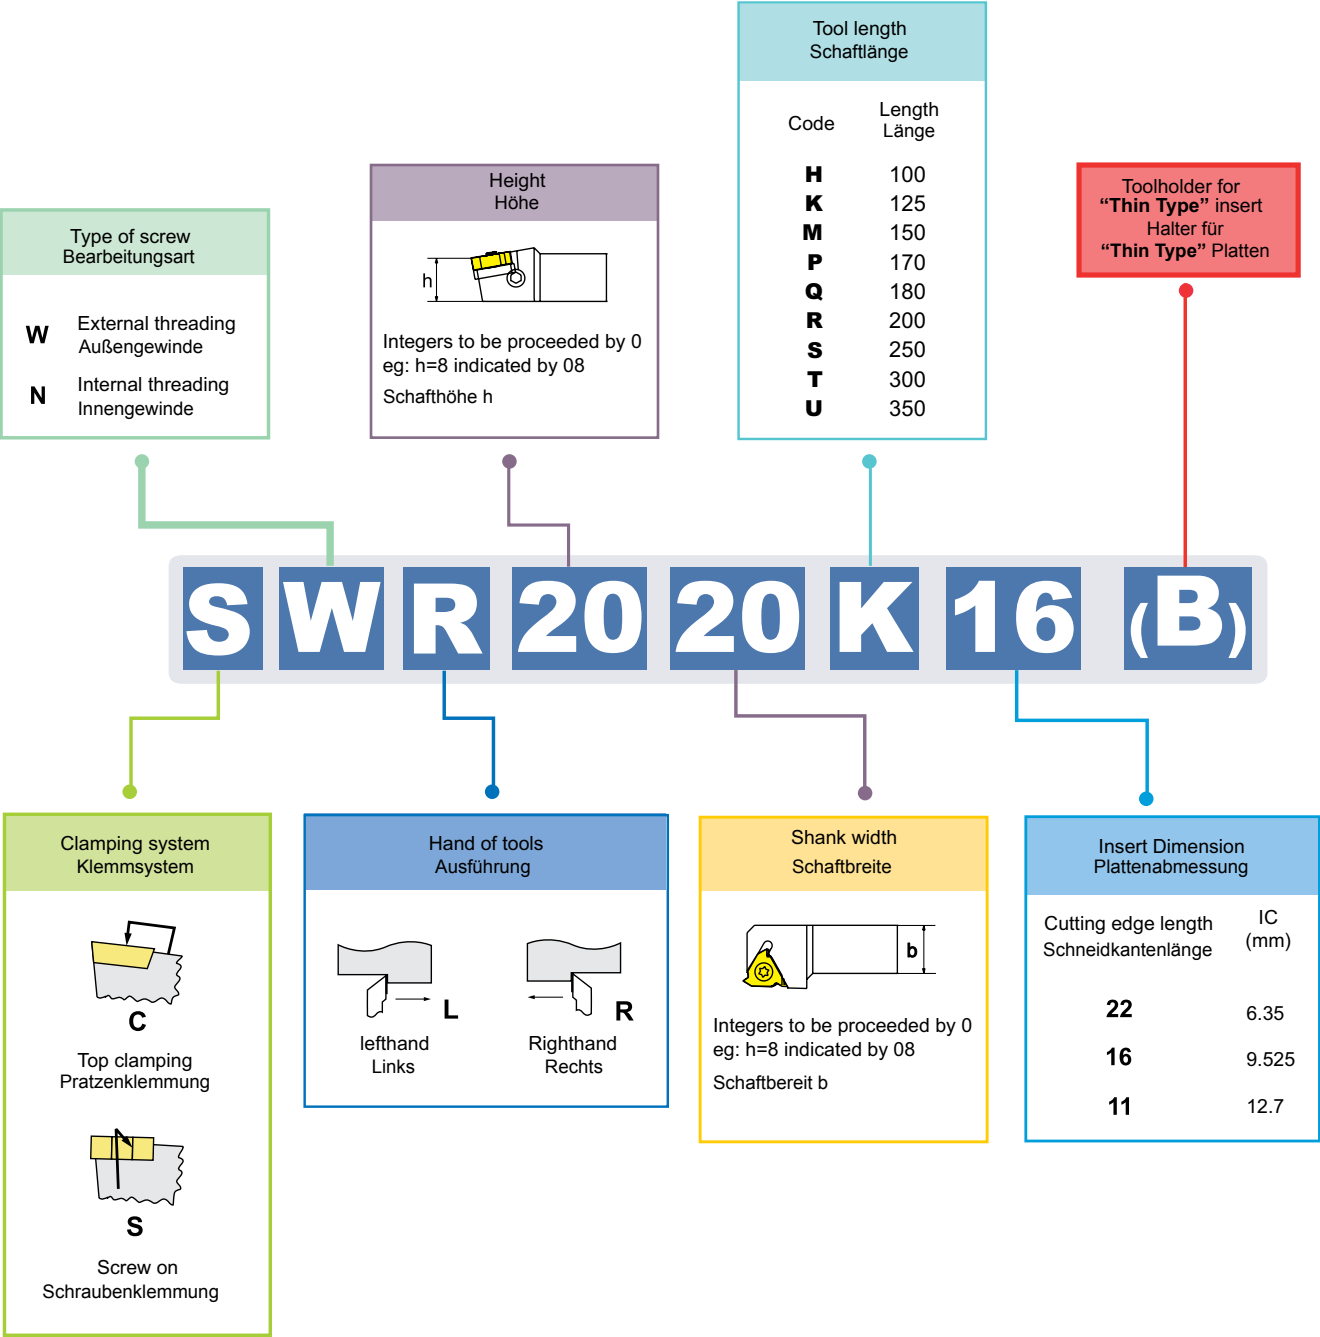 Tool length
Schaftlänge
Code
Length
Länge
H 100
K 125
M 150
P 170
Q 180
R 200
S 250
T 300
U 350
Height
Höhe
h
Integers to be proceeded by 0
eg: h=8 indicated by 08
Schafthöhe h
Toolholder for
“Thin Type” insert
Halter für
“Thin Type” Platten
Type of screw
Bearbeitungsart
W
External threading
Außengewinde
N
Internal threading
Innengewinde
S W R 20 20 K 16 (B)
Clamping system
Klemmsystem
C
Top clamping
Pratzenklemmung
S
Screw on
Schraubenklemmung
Hand of tools
Ausführung
L
lefthand
Links
R
Righthand
Rechts
Shank width
Schaftbreite
b
Integers to be proceeded by 0
eg: h=8 indicated by 08
Schaftbereit b
Insert Dimension
Plattenabmessung
Cutting edge length
Schneidkantenlänge
IC
(mm)
22 6.35
16 9.525
11 12.7